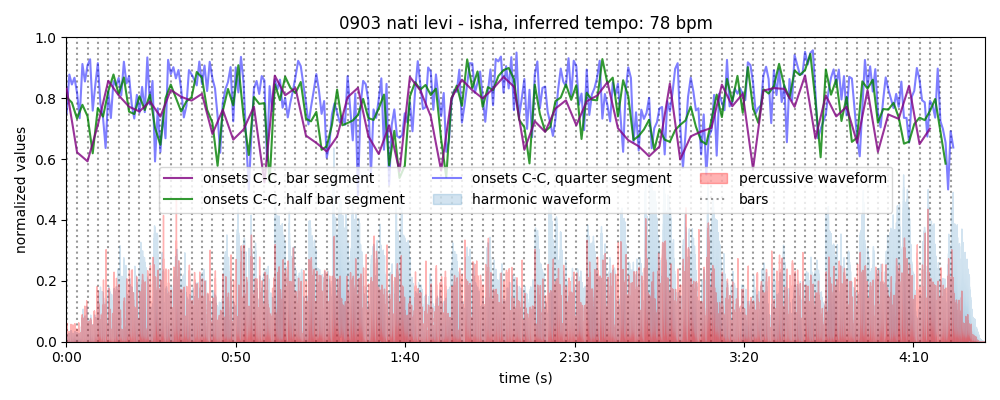 0903 nati levi - isha, inferred tempo: 78 bpm
normalized values
1.0
0.8
0.6
0.4
0.2
0.0
onsets C-C, bar segment
onsets C-C, half bar segment
onsets C-C, quarter segment
harmonic waveform
percussive waveform
bars
0:00 0:50 1:40 2:30 3:20 4:10
time (s)